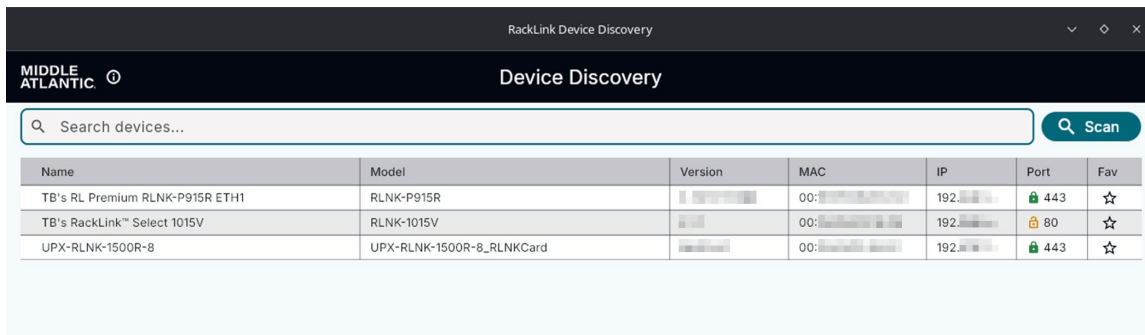 RackLink Device Discovery
MIDDLE
ATLANTIC.
Device Discovery
Search devices...
Scan
Name Model Version MAC IP Port Fav
TB's RL Premium RLNK-P915R ETH1 RLNK-P915R 00: 192. 443
TB's RackLink™ Select 1015V RLNK-1015V 00: 192. 80
UPX-RLNK-1500R-8 UPX-RLNK-1500R-8_RLNKCard 00: 192. 443